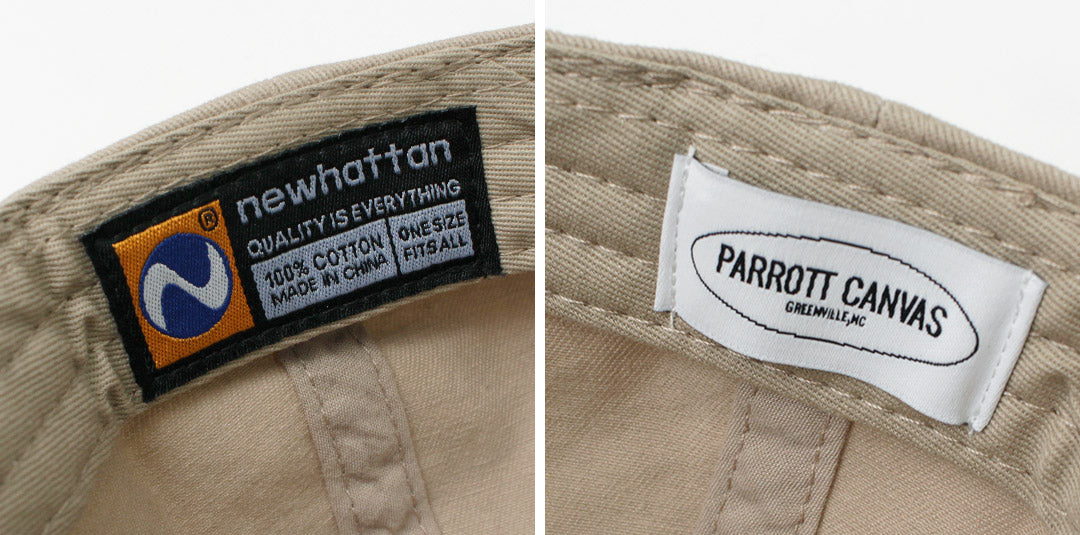 newhattan
®
QUALITY IS EVERYTHING
100% COTTON
MADE IN CHINA
ONE SIZE
FITS ALL
PARROTT CANVAS
GREENVILLE, NC